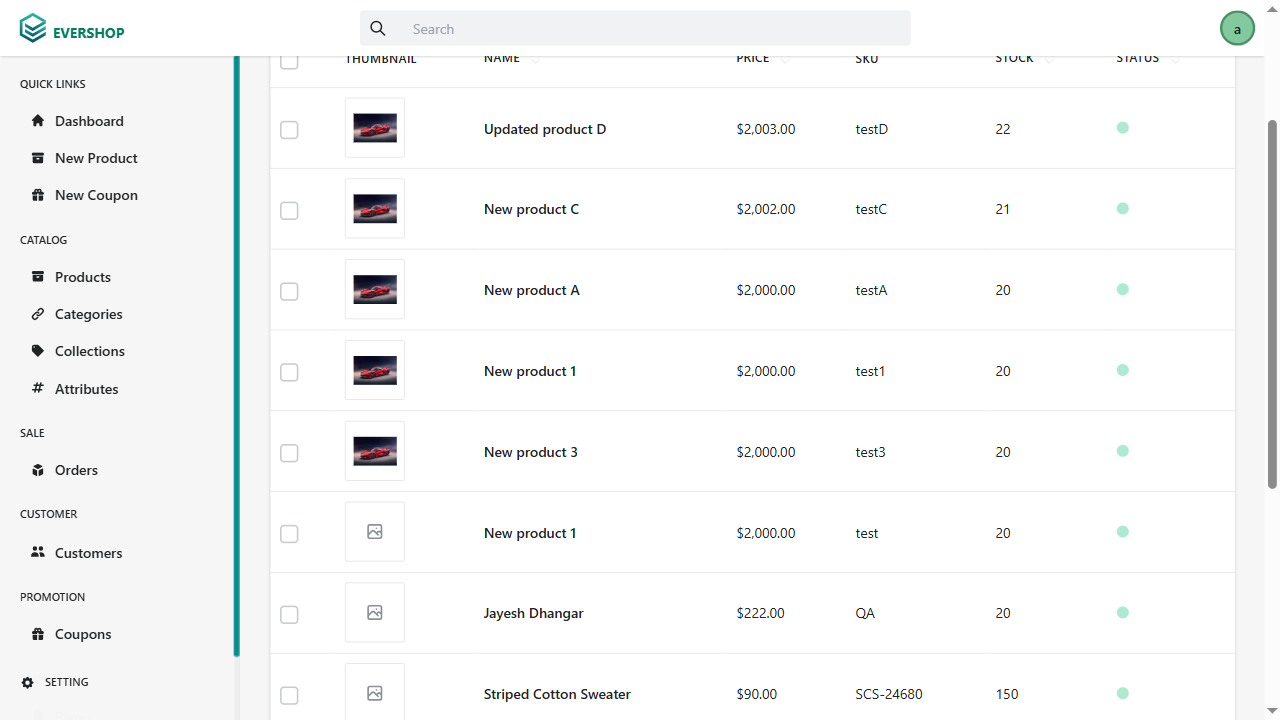 EVERSHOP
Search
a
THUMBNAIL NAME PRICE SKU STOCK STATUS
QUICK LINKS
Dashboard
New Product
New Coupon
CATALOG
Products
Categories
Collections
Attributes
SALE
Orders
CUSTOMER
Customers
PROMOTION
Coupons
SETTING
Updated product D $2,003.00 testD 22
New product C $2,002.00 testC 21
New product A $2,000.00 testA 20
New product 1 $2,000.00 test1 20
New product 3 $2,000.00 test3 20
New product 1 $2,000.00 test 20
Jayesh Dhangar $222.00 QA 20
Striped Cotton Sweater $90.00 SCS-24680 150